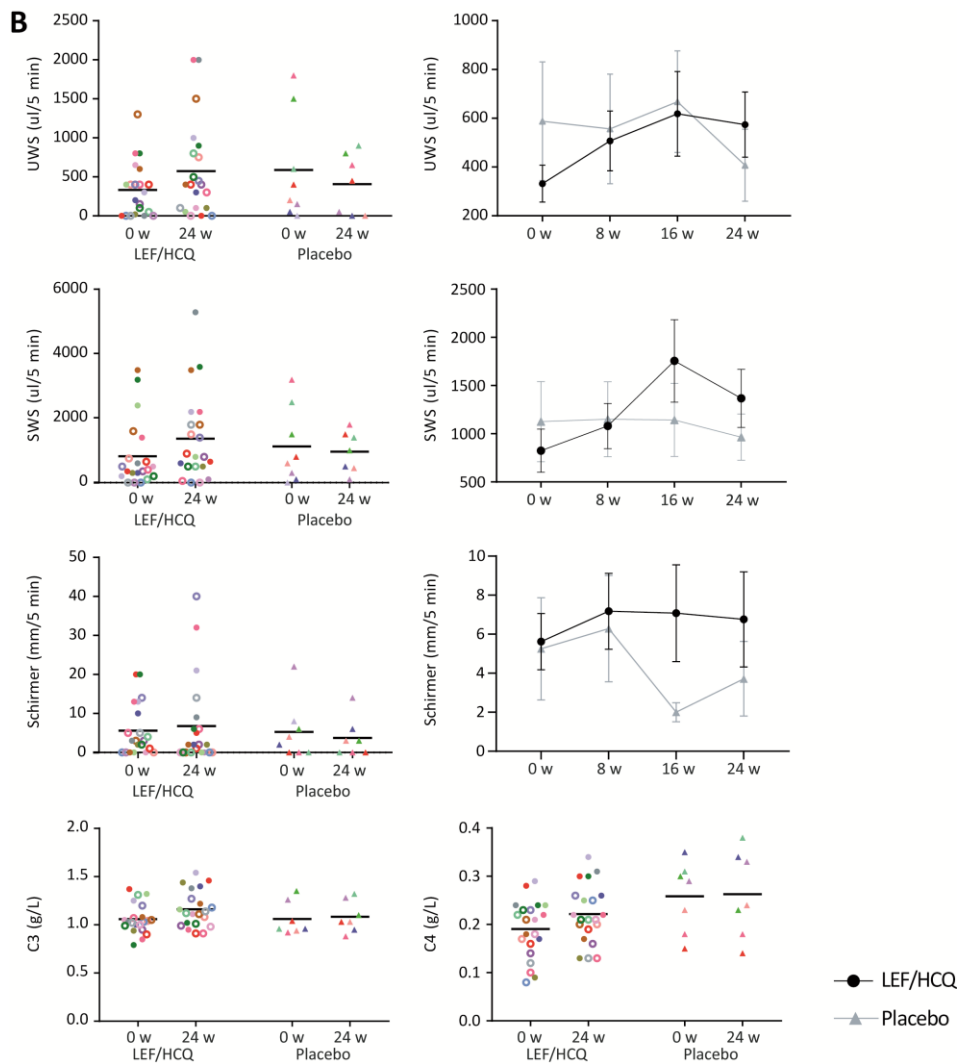 B
UWS (ul/5 min)
2500
2000
1500
1000
500
0
0 w 24 w 0 w 24 w
LEF/HCQ Placebo
UWS (ul/5 min)
1000
800
600
400
200
0 w 8 w 16 w 24 w
SWS (ul/5 min)
6000
4000
2000
0
0 w 24 w 0 w 24 w
LEF/HCQ Placebo
SWS (ul/5 min)
2500
2000
1500
1000
500
0 w 8 w 16 w 24 w
Schirmer (mm/5 min)
50
40
30
20
10
0
0 w 24 w 0 w 24 w
LEF/HCQ Placebo
Schirmer (mm/5 min)
10
8
6
4
2
0
0 w 8 w 16 w 24 w
C3 (g/L)
2.0
1.5
1.0
0.5
0.0
0 w 24 w 0 w 24 w
LEF/HCQ Placebo
C4 (g/L)
0.4
0.3
0.2
0.1
0.0
0 w 24 w 0 w 24 w
LEF/HCQ Placebo
LEF/HCQ
Placebo